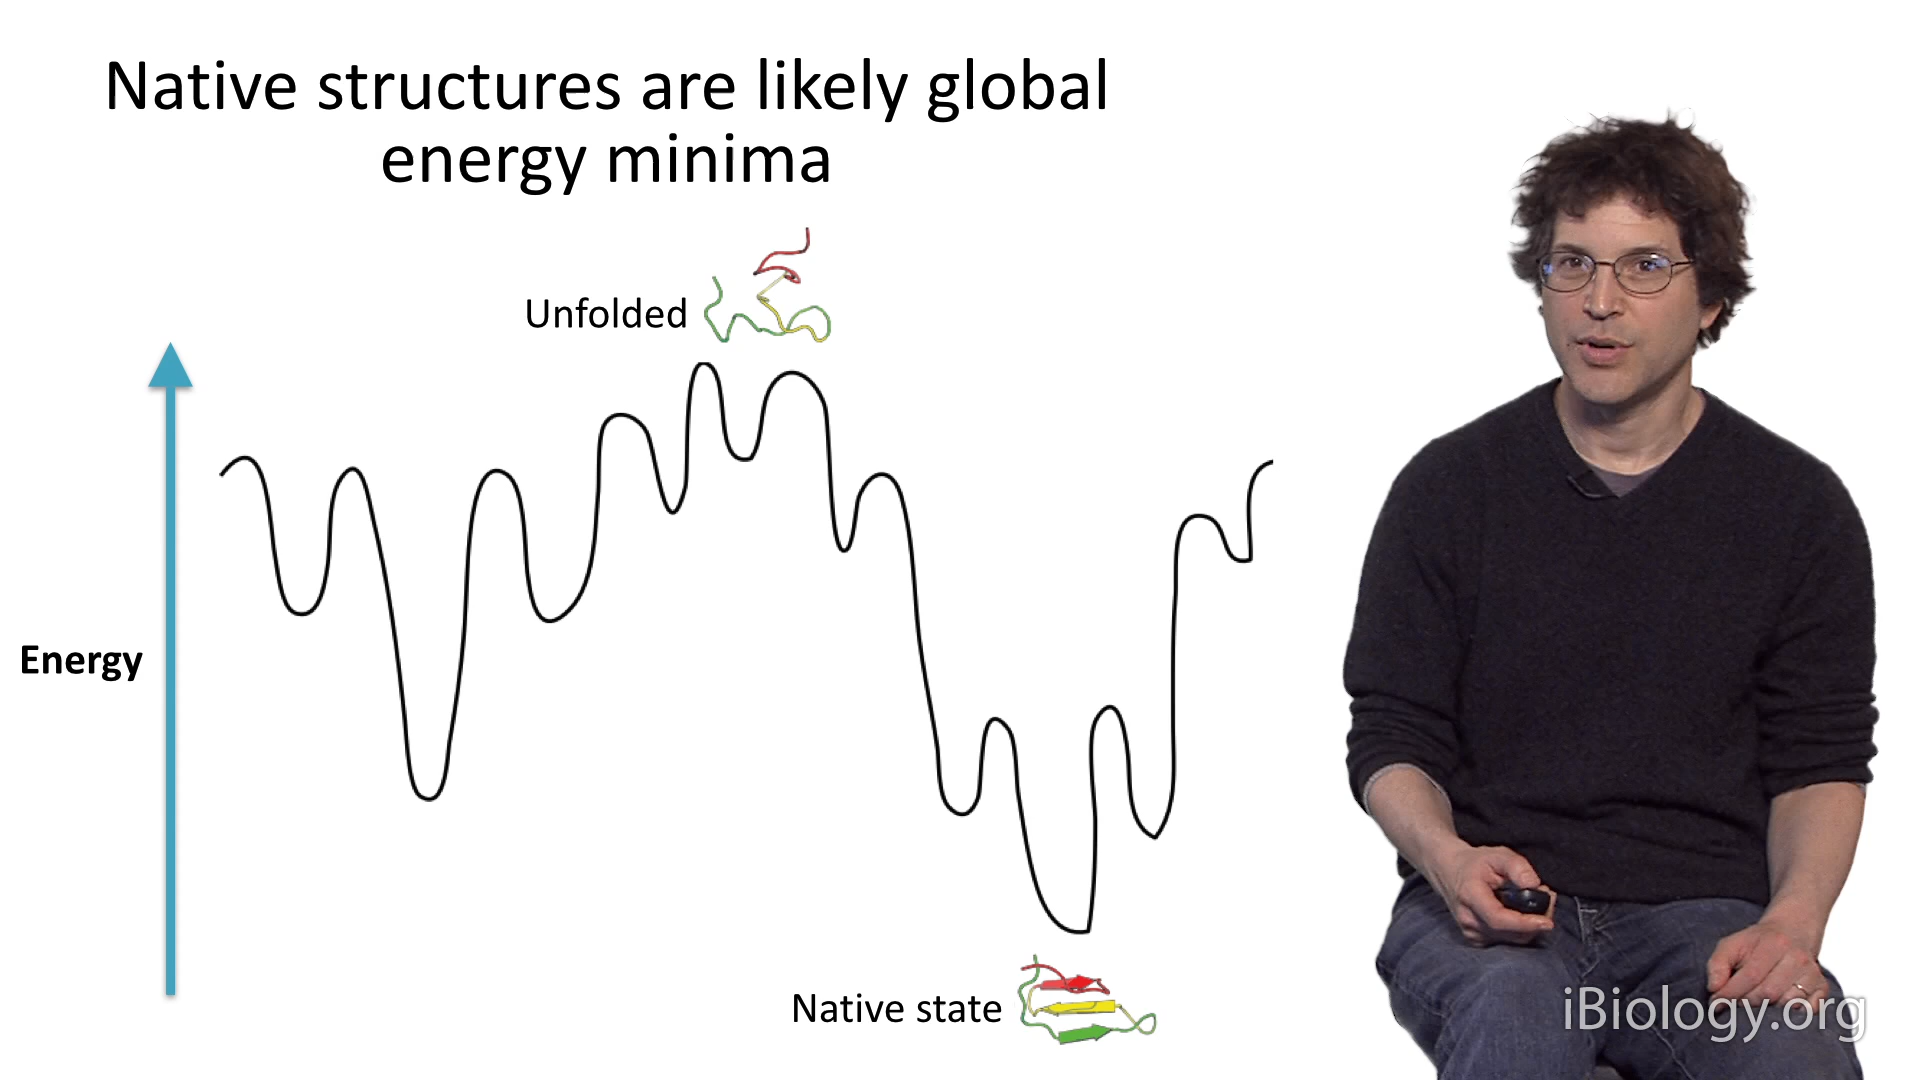 Native structures are likely global
energy minima
Unfolded
Energy
Native state
iBiology.org